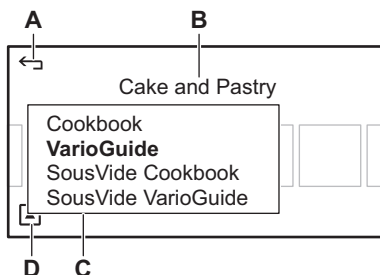 A B
Cake and Pastry
Cookbook
VarioGuide
SousVide Cookbook
SousVide VarioGuide
D C